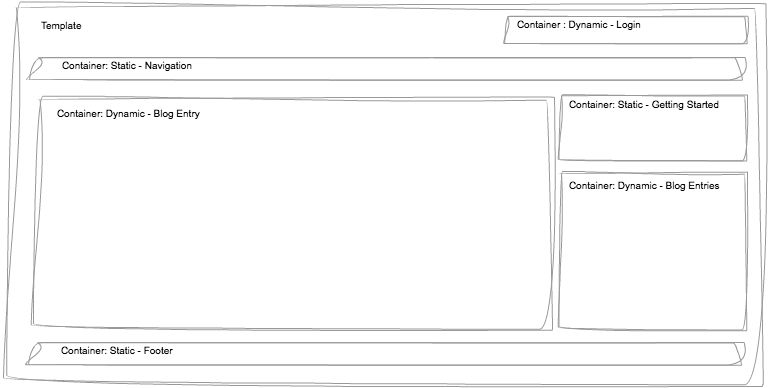 Template
Container : Dynamic - Login
Container: Static - Navigation
Container: Dynamic - Blog Entry
Container: Static - Getting Started
Container: Dynamic - Blog Entries
Container: Static - Footer